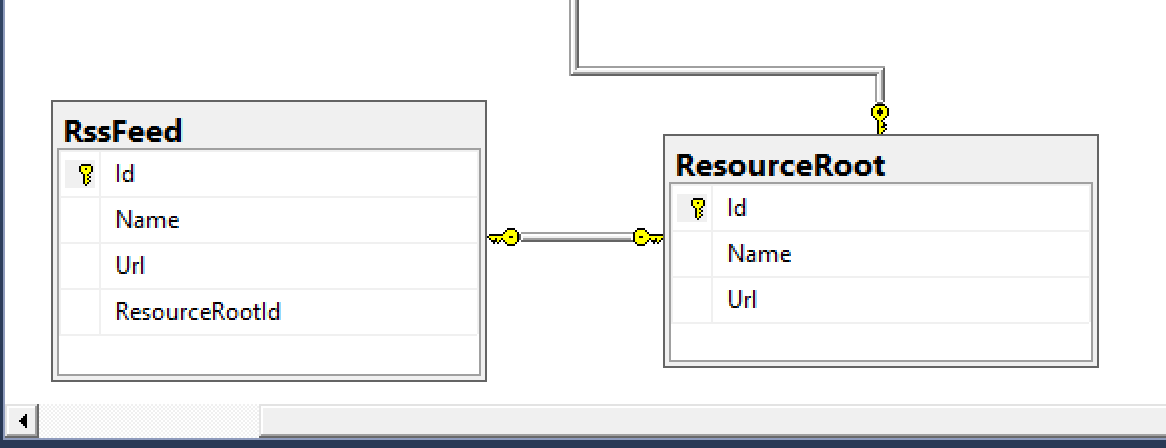 RssFeed
Id
Name
Url
ResourceRootId
ResourceRoot
Id
Name
Url